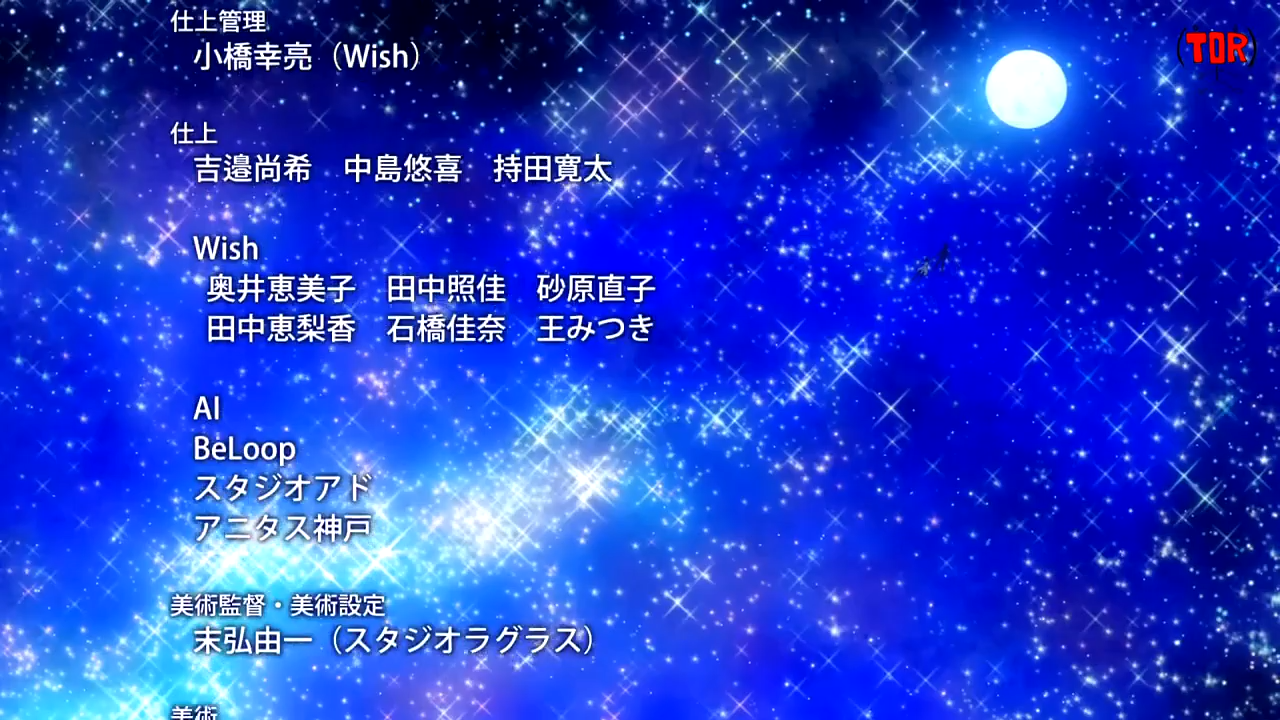 仕上管理
小橋幸亮（Wish）
(TOR)
仕上
吉邉尚希　中島悠喜　持田寛太
Wish
奥井恵美子　田中照佳　砂原直子
田中恵梨香　石橋佳奈　王みつき
AI
BeLoop
スタジオアド
アニタス神戸
美術監督・美術設定
末弘由一（スタジオラグラス）
美術